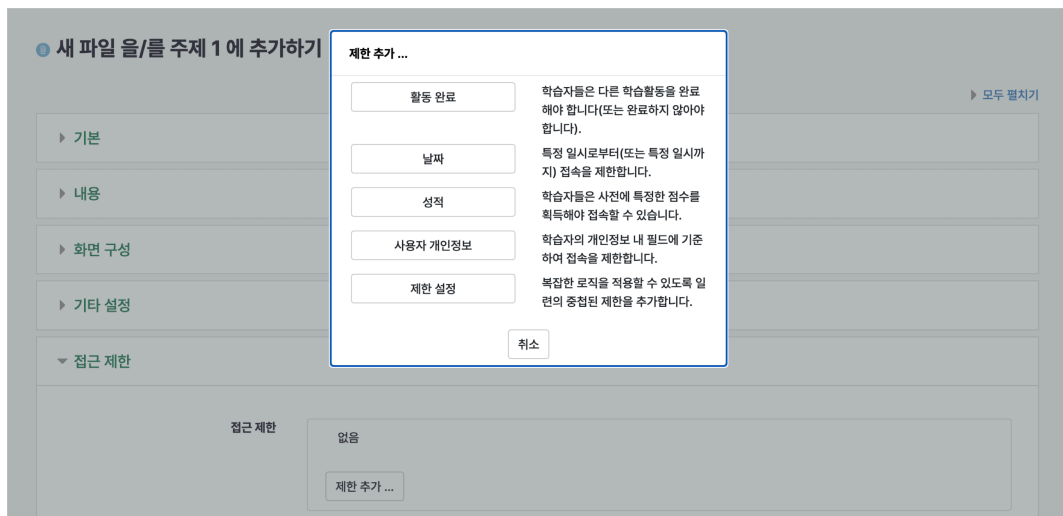 새 파일 을/를 주제 1 에 추가하기
모두 펼치기
기본
내용
화면 구성
기타 설정
접근 제한
접근 제한
없음
제한 추가 ...
제한 추가 ...
활동 완료
학습자들은 다른 학습활동을 완료
해야 합니다(또는 완료하지 않아야
합니다).
날짜
특정 일시로부터(또는 특정 일시까
지) 접속을 제한합니다.
성적
학습자들은 사전에 특정한 점수를
획득해야 접속할 수 있습니다.
사용자 개인정보
학습자의 개인정보 내 필드에 기준
하여 접속을 제한합니다.
제한 설정
복잡한 로직을 적용할 수 있도록 일
련의 중첩된 제한을 추가합니다.
취소